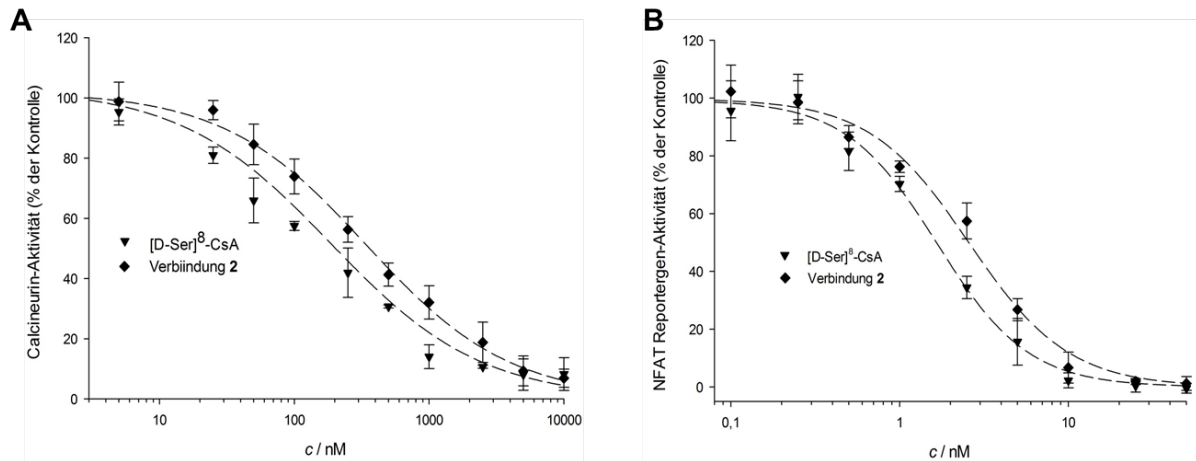 A
Calcineurin-Aktivität (% der Kontrolle)
120
100
80
60
40
20
0
[D-Ser]⁸-CsA
Verbiindung 2
10
100
1000
10000
c / nM
B
NFAT Reportergen-Aktivität (% der Kontrolle)
120
100
80
60
40
20
0
[D-Ser]⁸-CsA
Verbindung 2
0,1
1
10
c / nM